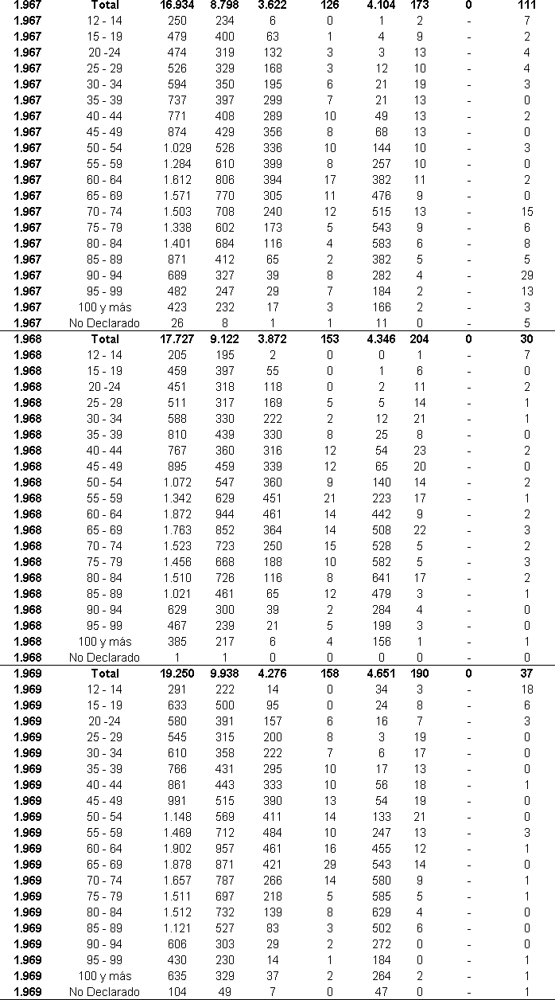 1.967 Total 16.934 8.798 3.622 126 4.104 173 0 111
1.967 12 - 14 250 234 6 0 1 2 - 7
1.967 15 - 19 479 400 63 1 4 9 - 2
1.967 20 -24 474 319 132 3 3 13 - 4
1.967 25 - 29 526 329 168 3 12 10 - 4
1.967 30 - 34 594 350 195 6 21 19 - 3
1.967 35 - 39 737 397 299 7 21 13 - 0
1.967 40 - 44 771 408 289 10 49 13 - 2
1.967 45 - 49 874 429 356 8 68 13 - 0
1.967 50 - 54 1.029 526 336 10 144 10 - 3
1.967 55 - 59 1.284 610 399 8 257 10 - 0
1.967 60 - 64 1.612 806 394 17 382 11 - 2
1.967 65 - 69 1.571 770 305 11 476 9 - 0
1.967 70 - 74 1.503 708 240 12 515 13 - 15
1.967 75 - 79 1.338 602 173 5 543 9 - 6
1.967 80 - 84 1.401 684 116 4 583 6 - 8
1.967 85 - 89 871 412 65 2 382 5 - 5
1.967 90 - 94 689 327 39 8 282 4 - 29
1.967 95 - 99 482 247 29 7 184 2 - 13
1.967 100 y más 423 232 17 3 166 2 - 3
1.967 No Declarado 26 8 1 1 11 0 - 5
1.968 Total 17.727 9.122 3.872 153 4.346 204 0 30
1.968 12 - 14 205 195 2 0 0 1 - 7
1.968 15 - 19 459 397 55 0 1 6 - 0
1.968 20 -24 451 318 118 0 2 11 - 2
1.968 25 - 29 511 317 169 5 5 14 - 1
1.968 30 - 34 588 330 222 2 12 21 - 1
1.968 35 - 39 810 439 330 8 25 8 - 0
1.968 40 - 44 767 360 316 12 54 23 - 2
1.968 45 - 49 895 459 339 12 65 20 - 0
1.968 50 - 54 1.072 547 360 9 140 14 - 2
1.968 55 - 59 1.342 629 451 21 223 17 - 1
1.968 60 - 64 1.872 944 461 14 442 9 - 2
1.968 65 - 69 1.763 852 364 14 508 22 - 3
1.968 70 - 74 1.523 723 250 15 528 5 - 2
1.968 75 - 79 1.456 668 188 10 582 5 - 3
1.968 80 - 84 1.510 726 116 8 641 17 - 2
1.968 85 - 89 1.021 461 65 12 479 3 - 1
1.968 90 - 94 629 300 39 2 284 4 - 0
1.968 95 - 99 467 239 21 5 199 3 - 0
1.968 100 y más 385 217 6 4 156 1 - 1
1.968 No Declarado 1 1 0 0 0 0 - 0
1.969 Total 19.250 9.938 4.276 158 4.651 190 0 37
1.969 12 - 14 291 222 14 0 34 3 - 18
1.969 15 - 19 633 500 95 0 24 8 - 6
1.969 20 -24 580 391 157 6 16 7 - 3
1.969 25 - 29 545 315 200 8 3 19 - 0
1.969 30 - 34 610 358 222 7 6 17 - 0
1.969 35 - 39 766 431 295 10 17 13 - 0
1.969 40 - 44 861 443 333 10 56 18 - 1
1.969 45 - 49 991 515 390 13 54 19 - 0
1.969 50 - 54 1.148 569 411 14 133 21 - 0
1.969 55 - 59 1.469 712 484 10 247 13 - 3
1.969 60 - 64 1.902 957 461 16 455 12 - 1
1.969 65 - 69 1.878 871 421 29 543 14 - 0
1.969 70 - 74 1.657 787 266 14 580 9 - 1
1.969 75 - 79 1.511 697 218 5 585 5 - 1
1.969 80 - 84 1.512 732 139 8 629 4 - 0
1.969 85 - 89 1.121 527 83 3 502 6 - 0
1.969 90 - 94 606 303 29 2 272 0 - 0
1.969 95 - 99 430 230 14 1 184 0 - 1
1.969 100 y más 635 329 37 2 264 2 - 1
1.969 No Declarado 104 49 7 0 47 0 - 1